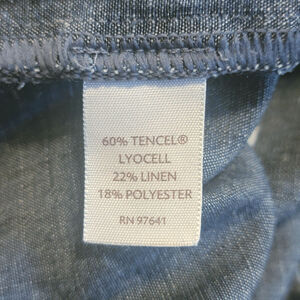 60% TENCEL®
LYOCELL
22% LINEN
18% POLYESTER
RN 97641